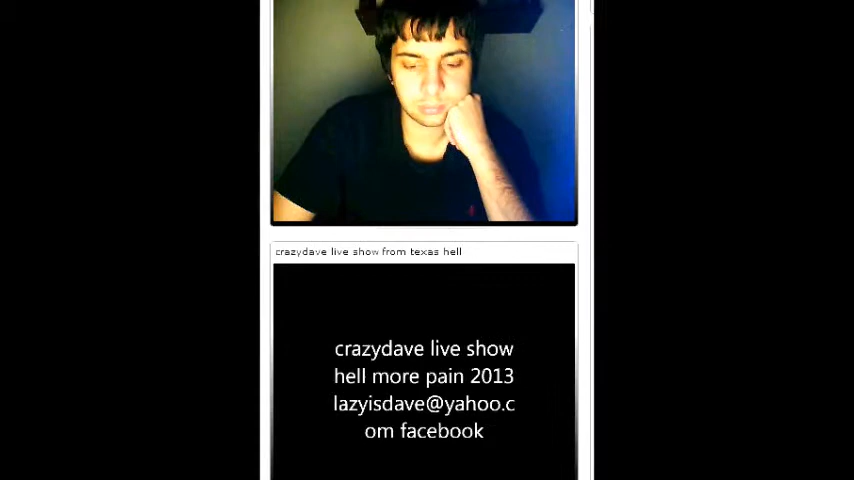 crazydave live show from texas hell
crazydave live show
hell more pain 2013
lazyisdave@yahoo.c
om facebook